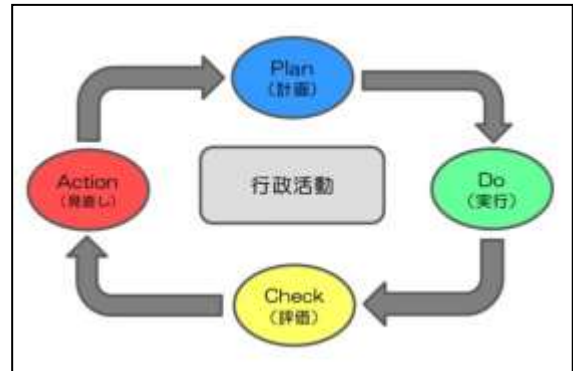 Plan
（計画）
Do
（実行）
Check
（評価）
Action
（見直し）
行政活動